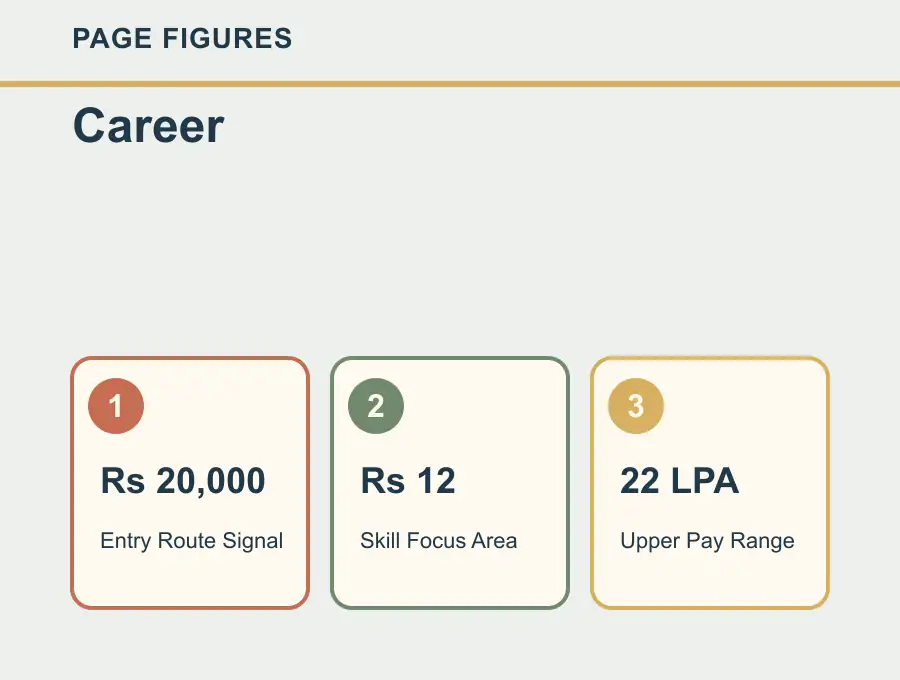 PAGE FIGURES
Career
1
Rs 20,000
Entry Route Signal
2
Rs 12
Skill Focus Area
3
22 LPA
Upper Pay Range